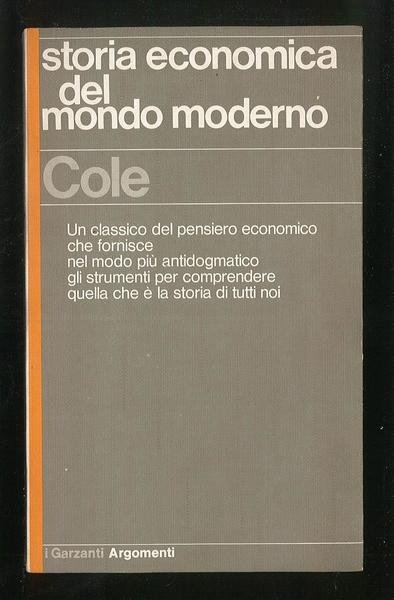 storia economica
del
mondo moderno
Cole
Un classico del pensiero economico
che fornisce
nel modo più antidogmatico
gli strumenti per comprendere
quella che è la storia di tutti noi
i Garzanti Argomenti